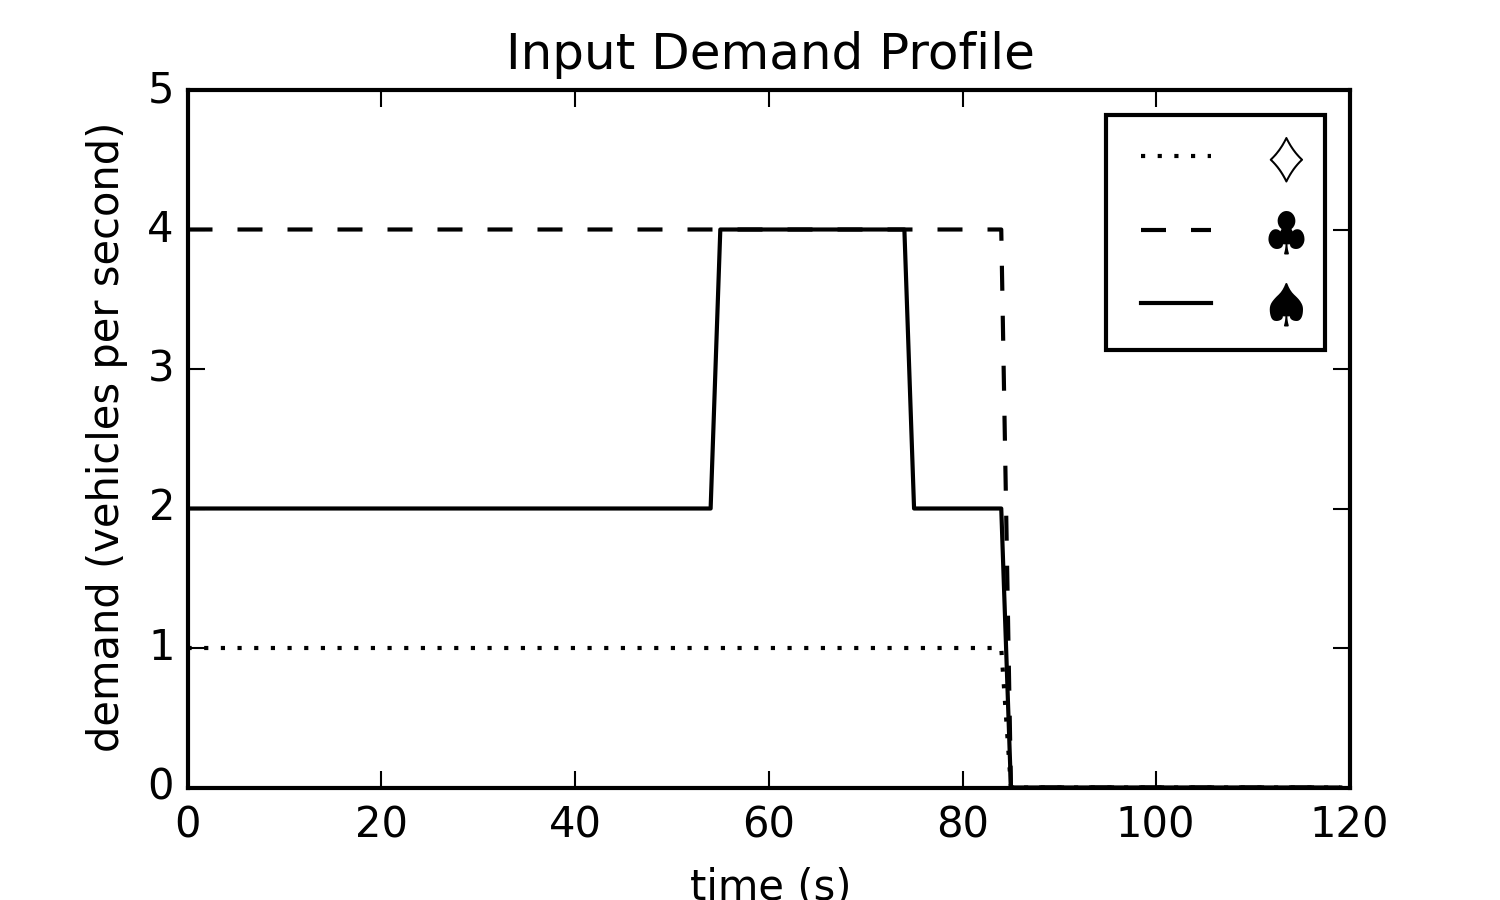 Input Demand Profile
demand (vehicles per second)
5
4
3
2
1
0
♢
♣
♠
0 20 40 60 80 100 120
time (s)